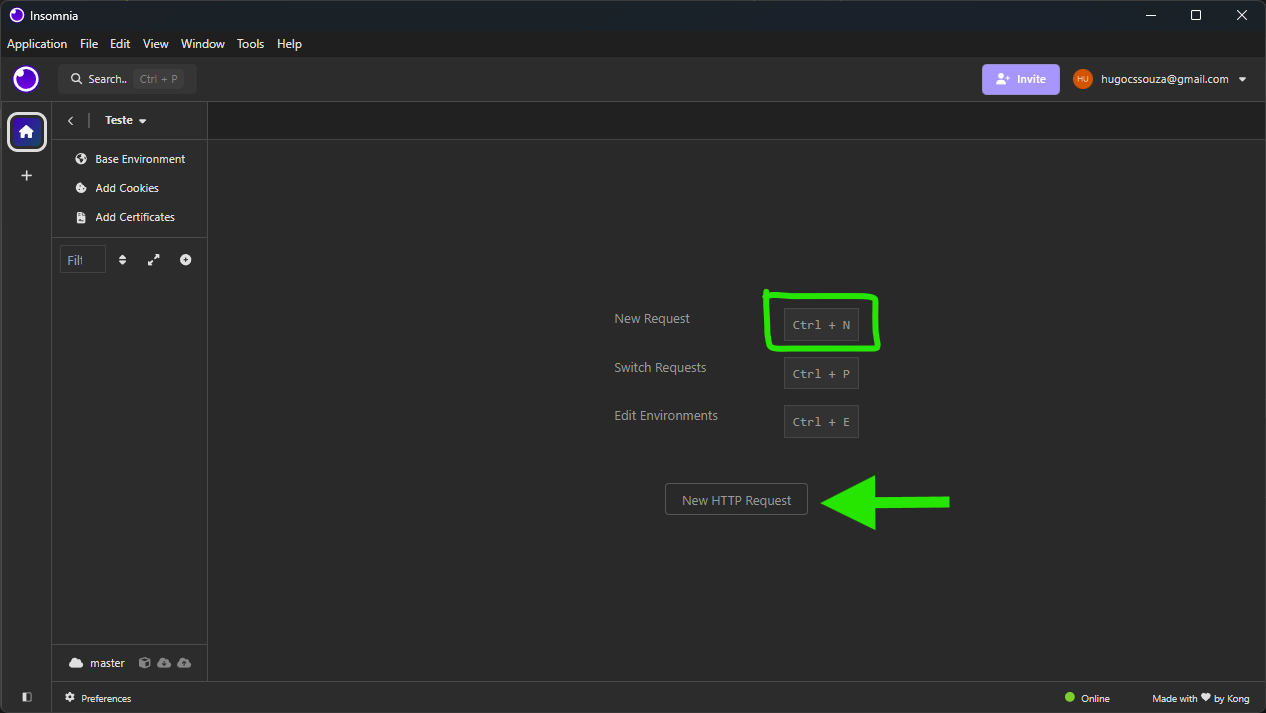 Insomnia
Application File Edit View Window Tools Help
Search.. Ctrl + P
Invite
HU hugocssouza@gmail.com
Teste
Base Environment
Add Cookies
Add Certificates
Filt
New Request Ctrl + N
Switch Requests Ctrl + P
Edit Environments Ctrl + E
New HTTP Request
master
Preferences
Online
Made with ♥ by Kong